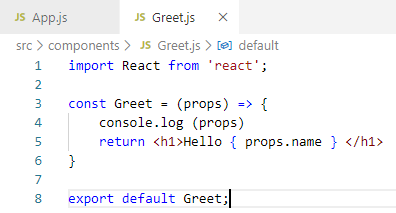 JS App.js JS Greet.js
src > components > JS Greet.js > default
1 import React from 'react';
2
3 const Greet = (props) => {
4     console.log (props)
5     return <h1>Hello { props.name } </h1>
6 }
7
8 export default Greet;